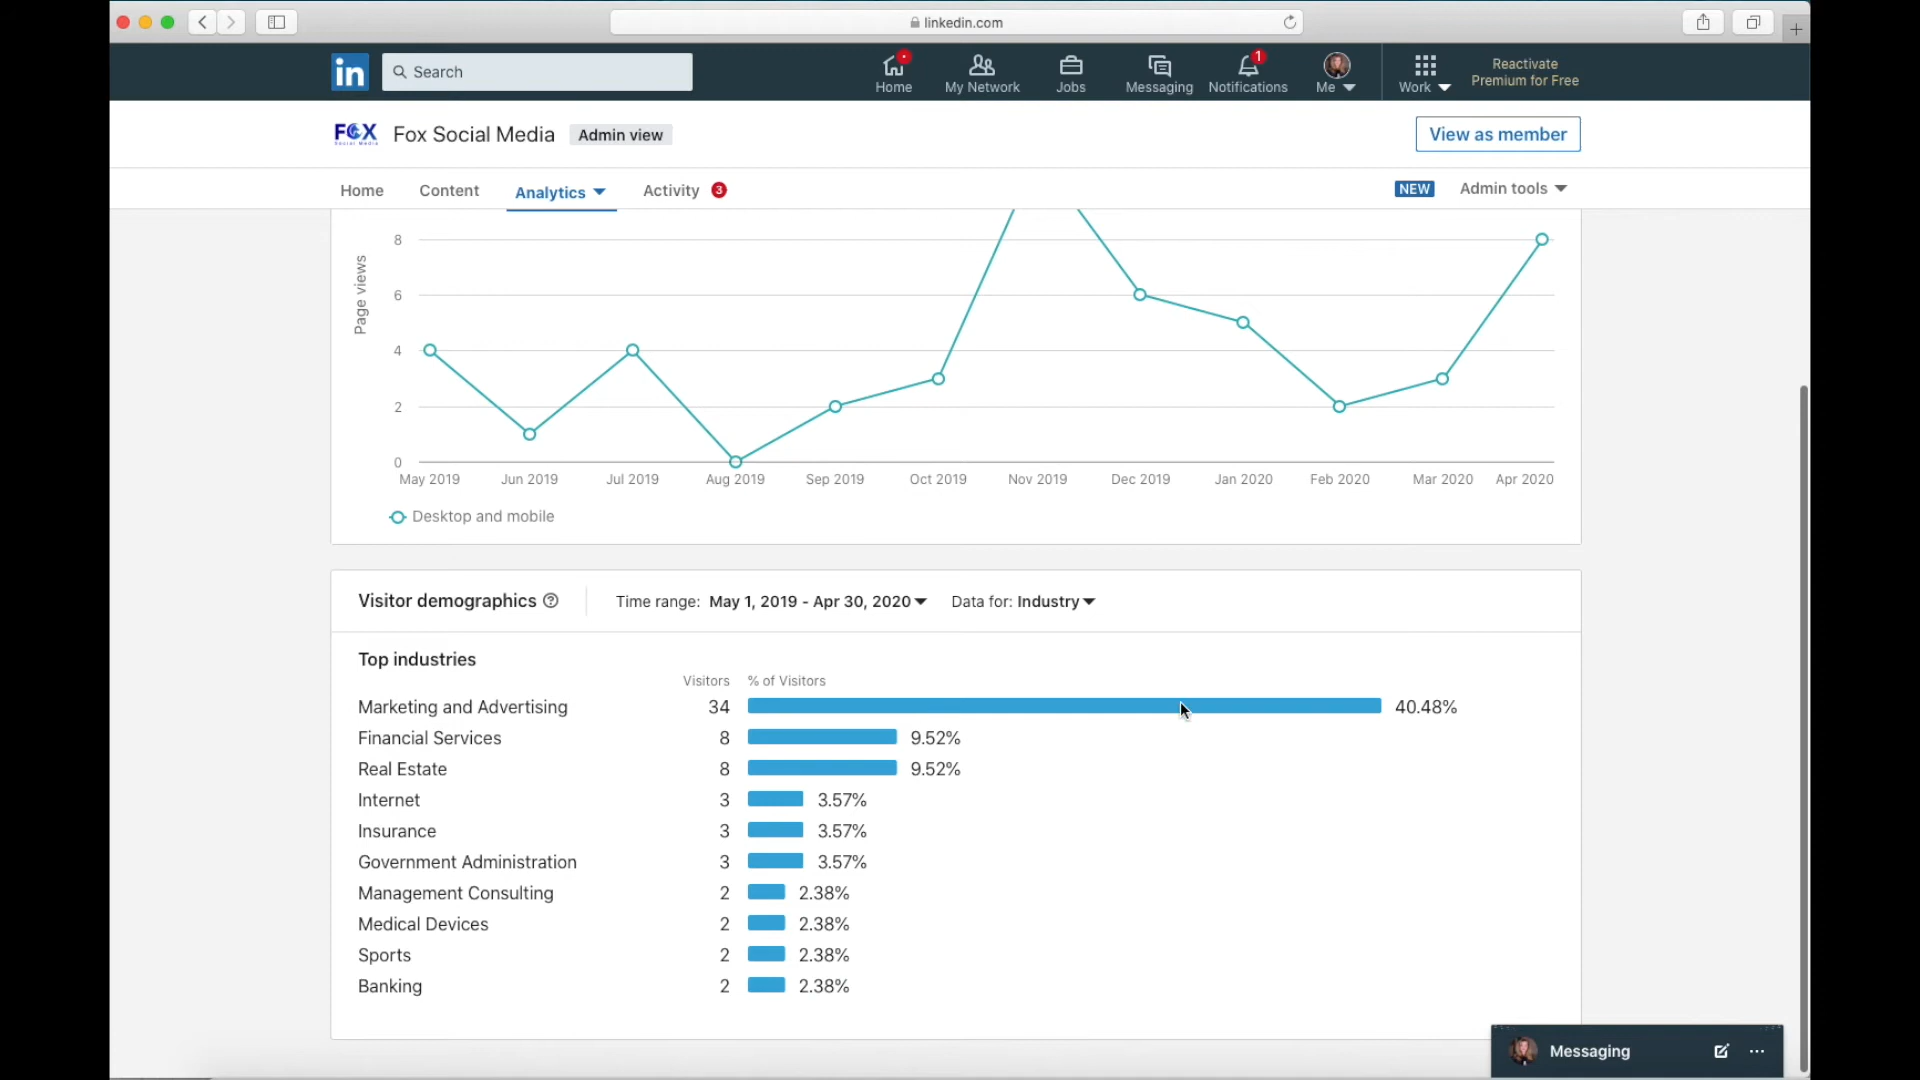 linkedin.com
in
Search
Home
My Network
Jobs
Messaging
1
Notifications
Me
Work
Reactivate
Premium for Free
FOX
Social Media
Fox Social Media
Admin view
View as member
Home
Content
Analytics
Activity
3
NEW
Admin tools
Page views
8
6
4
2
0
May 2019
Jun 2019
Jul 2019
Aug 2019
Sep 2019
Oct 2019
Nov 2019
Dec 2019
Jan 2020
Feb 2020
Mar 2020
Apr 2020
Desktop and mobile
Visitor demographics ?
Time range: May 1, 2019 - Apr 30, 2020
Data for: Industry
Top industries
Visitors % of Visitors
Marketing and Advertising 34 40.48%
Financial Services 8 9.52%
Real Estate 8 9.52%
Internet 3 3.57%
Insurance 3 3.57%
Government Administration 3 3.57%
Management Consulting 2 2.38%
Medical Devices 2 2.38%
Sports 2 2.38%
Banking 2 2.38%
Messaging